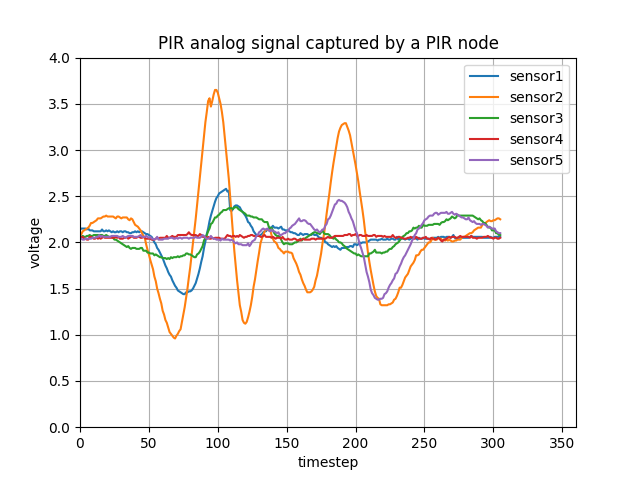 PIR analog signal captured by a PIR node
sensor1
sensor2
sensor3
sensor4
sensor5
voltage
4.0
3.5
3.0
2.5
2.0
1.5
1.0
0.5
0.0
0 50 100 150 200 250 300 350
timestep